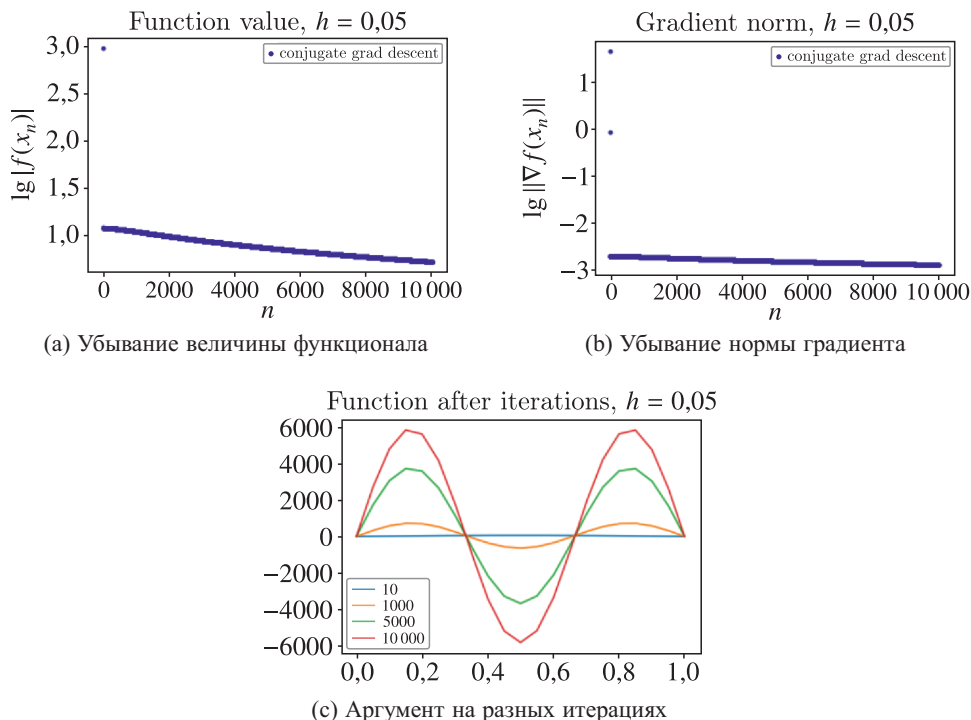 Function value, h = 0,05
3,0
2,5
2,0
1,5
1,0
lg |f(xₙ)|
conjugate grad descent
0 2000 4000 6000 8000 10 000
n
(a) Убывание величины функционала
Gradient norm, h = 0,05
1
0
−1
−2
−3
lg ||∇f(xₙ)||
conjugate grad descent
0 2000 4000 6000 8000 10 000
n
(b) Убывание нормы градиента
Function after iterations, h = 0,05
6000
4000
2000
0
−2000
−4000
−6000
10
1000
5000
10 000
0,0 0,2 0,4 0,6 0,8 1,0
(c) Аргумент на разных итерациях